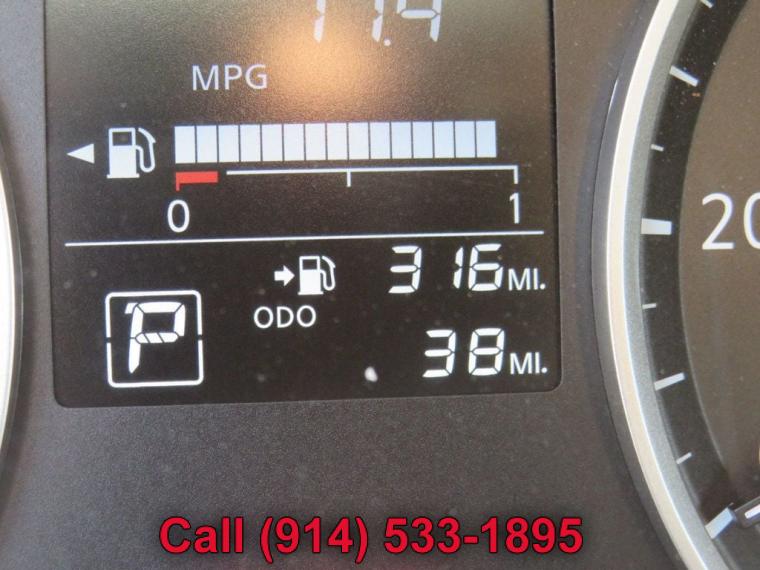 MPG
0 1
316 MI.
ODO
38 MI.
P
20
Call (914) 533-1895